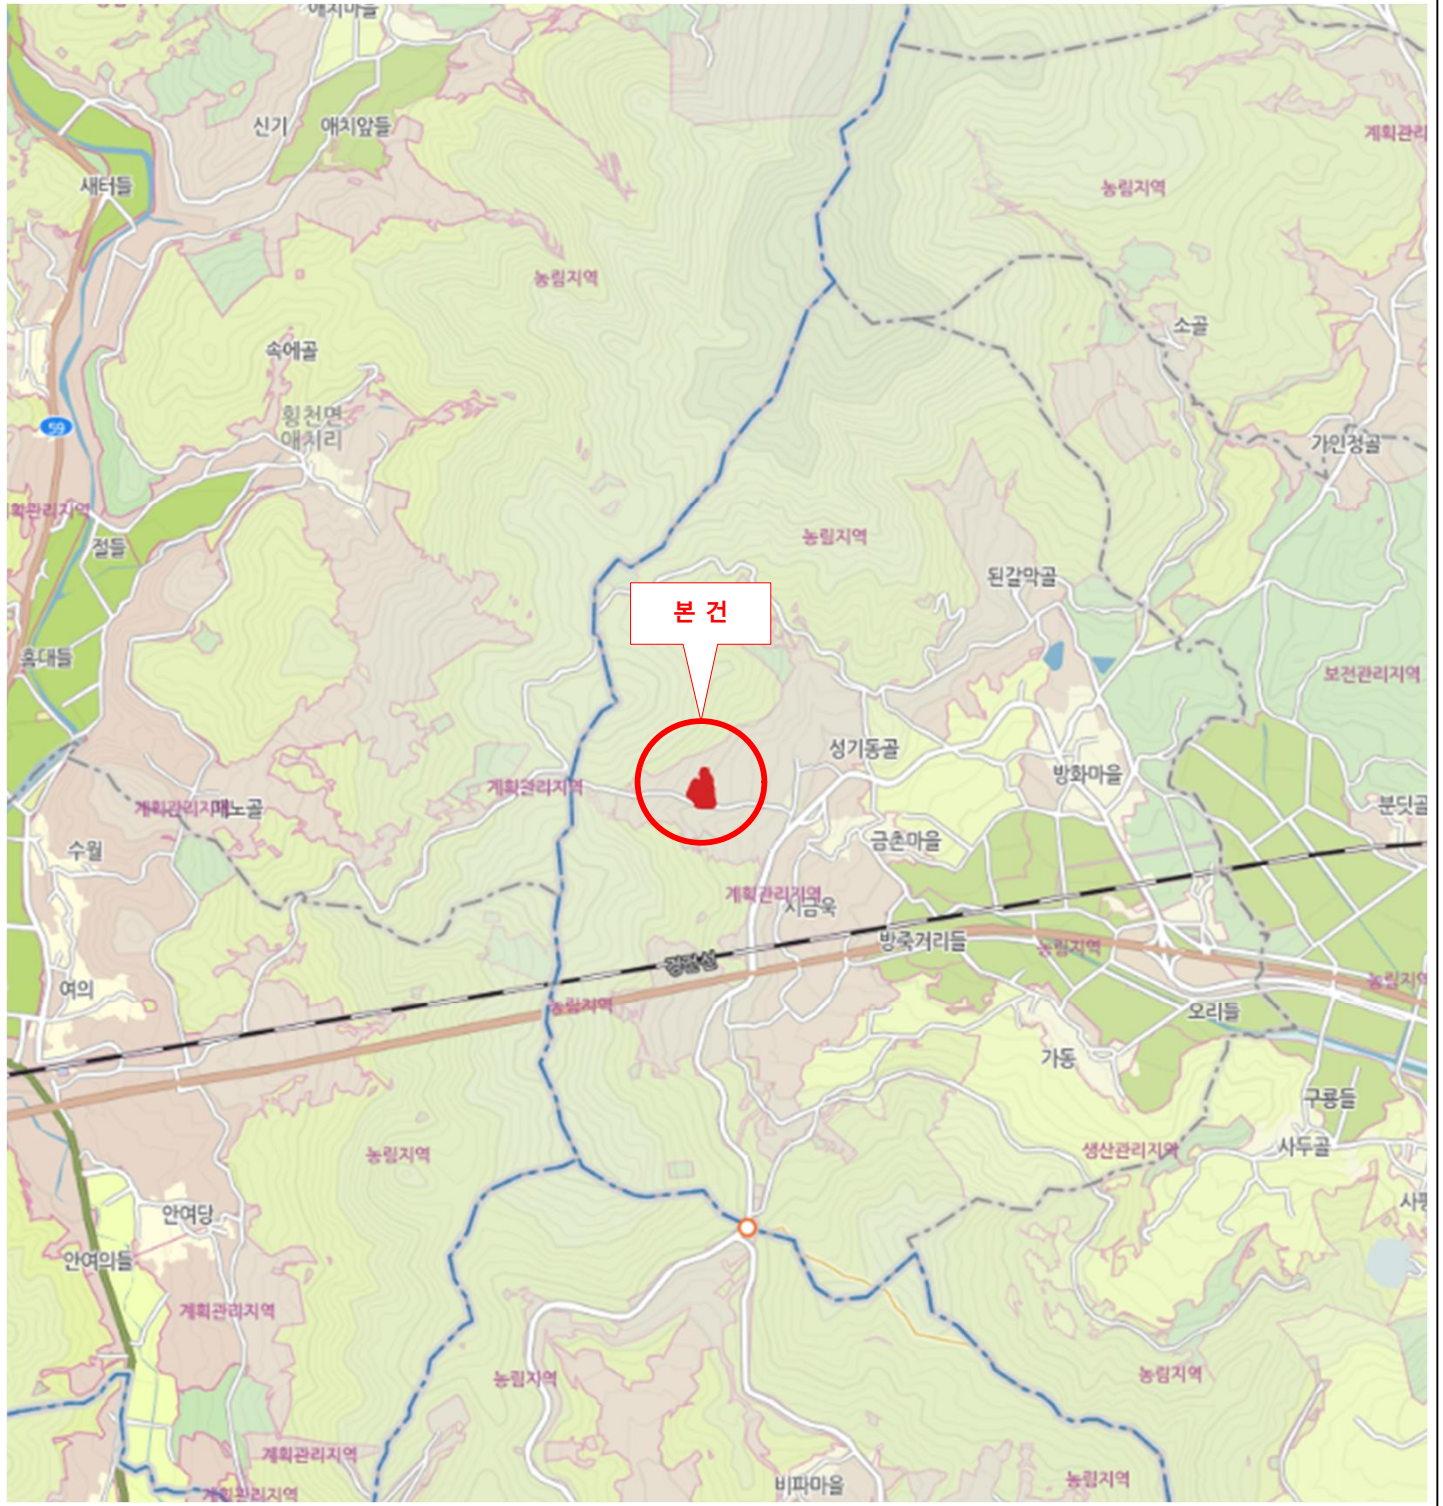 애치마을
신기
애치앞들
계획관리
새터들
농림지역
농림지역
소골
속에골
횡천면
애치리
59
가인정골
계획관리지역
농림지역
절들
된갈막골
본 건
홈대들
보전관리지역
성기동골
방화마을
계획관리지역
계획관리지역
매노골
분딧골
금촌마을
수월
계획관리지역
시금욱
방죽거리들
농림지역
경전선
농림지역
여의
농림지역
오리들
가동
구룡들
농림지역
생산관리지역
사두골
안여당
안여의들
계획관리지역
농림지역
농림지역
계획관리지역
비파마을
농림지역
계획관리지역